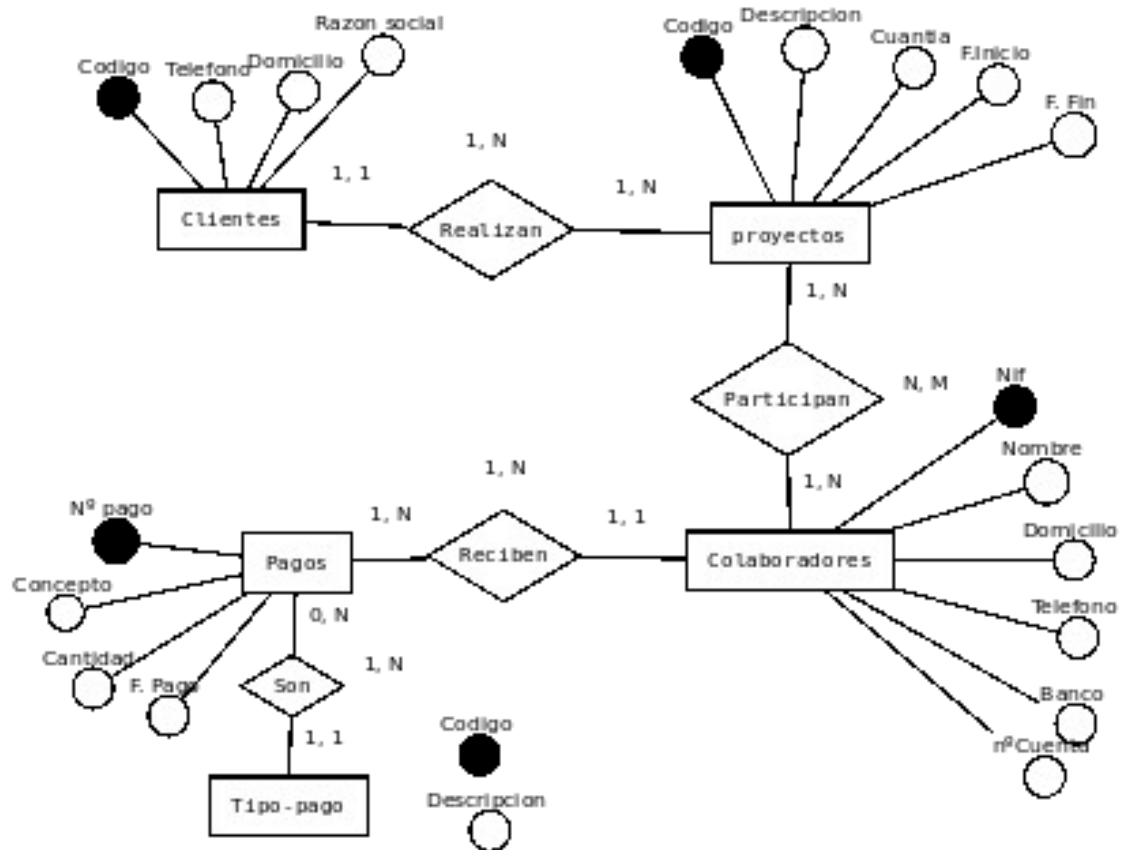 Razon social
Codigo
Telefono
Domicilio
Codigo
Descripcion
Cuantia
F.Inicio
F. Fin
1, N
1, 1
1, N
Clientes
Realizan
proyectos
1, N
Participan
N, M
Nif
Nombre
1, N
1, N
1, N
1, 1
Nº pago
Pagos
Reciben
Colaboradores
Domicilio
Concepto
0, N
Telefono
Cantidad
F. Pago
Son
1, N
Banco
Codigo
1, 1
nºCuenta
Tipo-pago
Descripcion